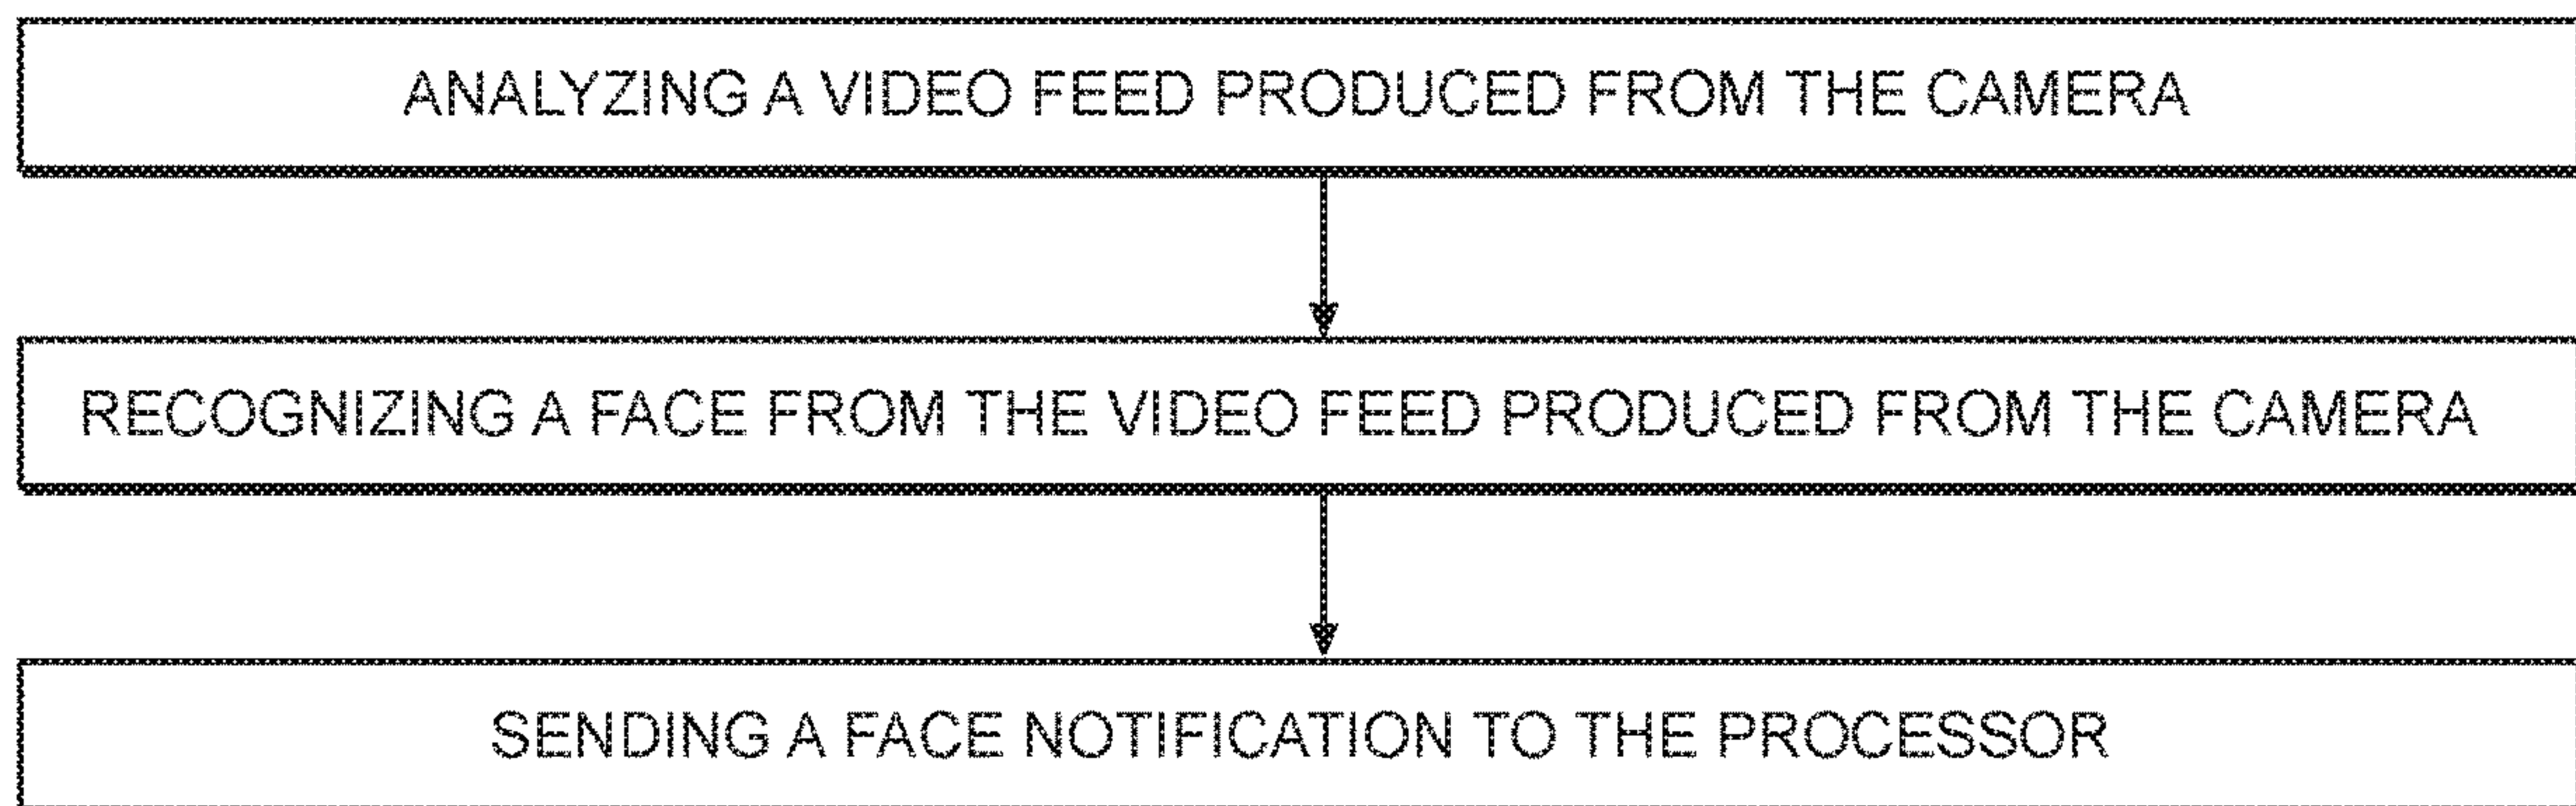 ANALYZING A VIDEO FEED PRODUCED FROM THE CAMERA
RECOGNIZING A FACE FROM THE VIDEO FEED PRODUCED FROM THE CAMERA
SENDING A FACE NOTIFICATION TO THE PROCESSOR